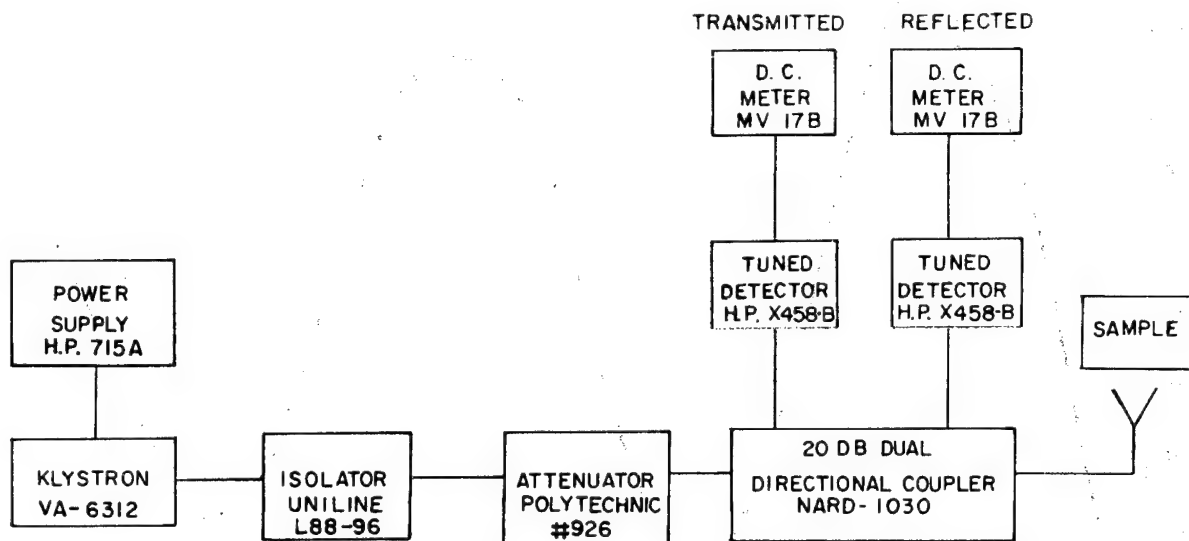 TRANSMITTED
REFLECTED
D. C.
METER
MV 17B
D. C.
METER
MV 17B
TUNED
DETECTOR
H.P. X458-B
TUNED
DETECTOR
H.P. X458-B
POWER
SUPPLY
H.P. 715A
SAMPLE
KLYSTRON
VA-6312
ISOLATOR
UNILINE
L88-96
ATTENUATOR
POLYTECHNIC
#926
20 DB DUAL
DIRECTIONAL COUPLER
NARD-1030